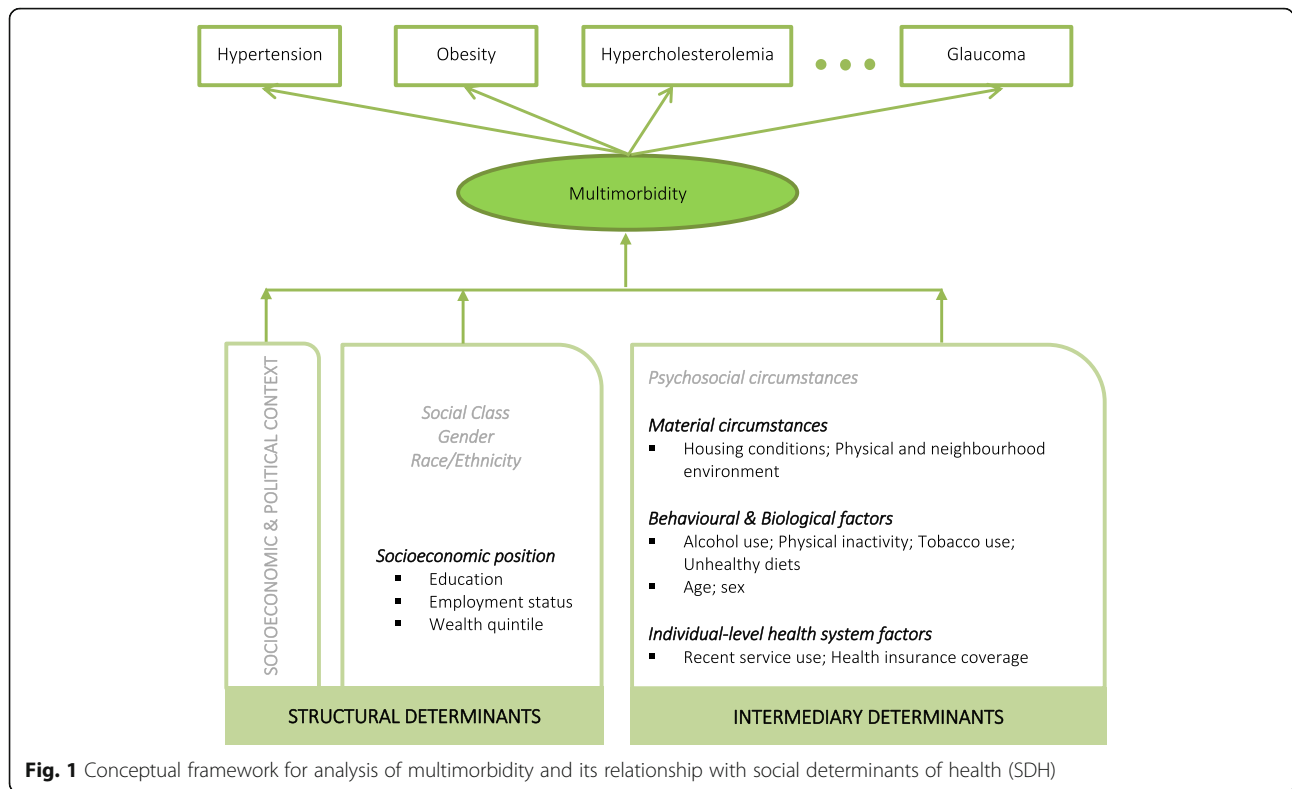 Hypertension
Obesity
Hypercholesterolemia
• • •
Glaucoma
Multimorbidity
SOCIOECONOMIC & POLITICAL CONTEXT
Social Class
Gender
Race/Ethnicity
Socioeconomic position
▪ Education
▪ Employment status
▪ Wealth quintile
STRUCTURAL DETERMINANTS
Psychosocial circumstances
Material circumstances
▪ Housing conditions; Physical and neighbourhood
environment
Behavioural & Biological factors
▪ Alcohol use; Physical inactivity; Tobacco use;
Unhealthy diets
▪ Age; sex
Individual-level health system factors
▪ Recent service use; Health insurance coverage
INTERMEDIARY DETERMINANTS
Fig. 1 Conceptual framework for analysis of multimorbidity and its relationship with social determinants of health (SDH)